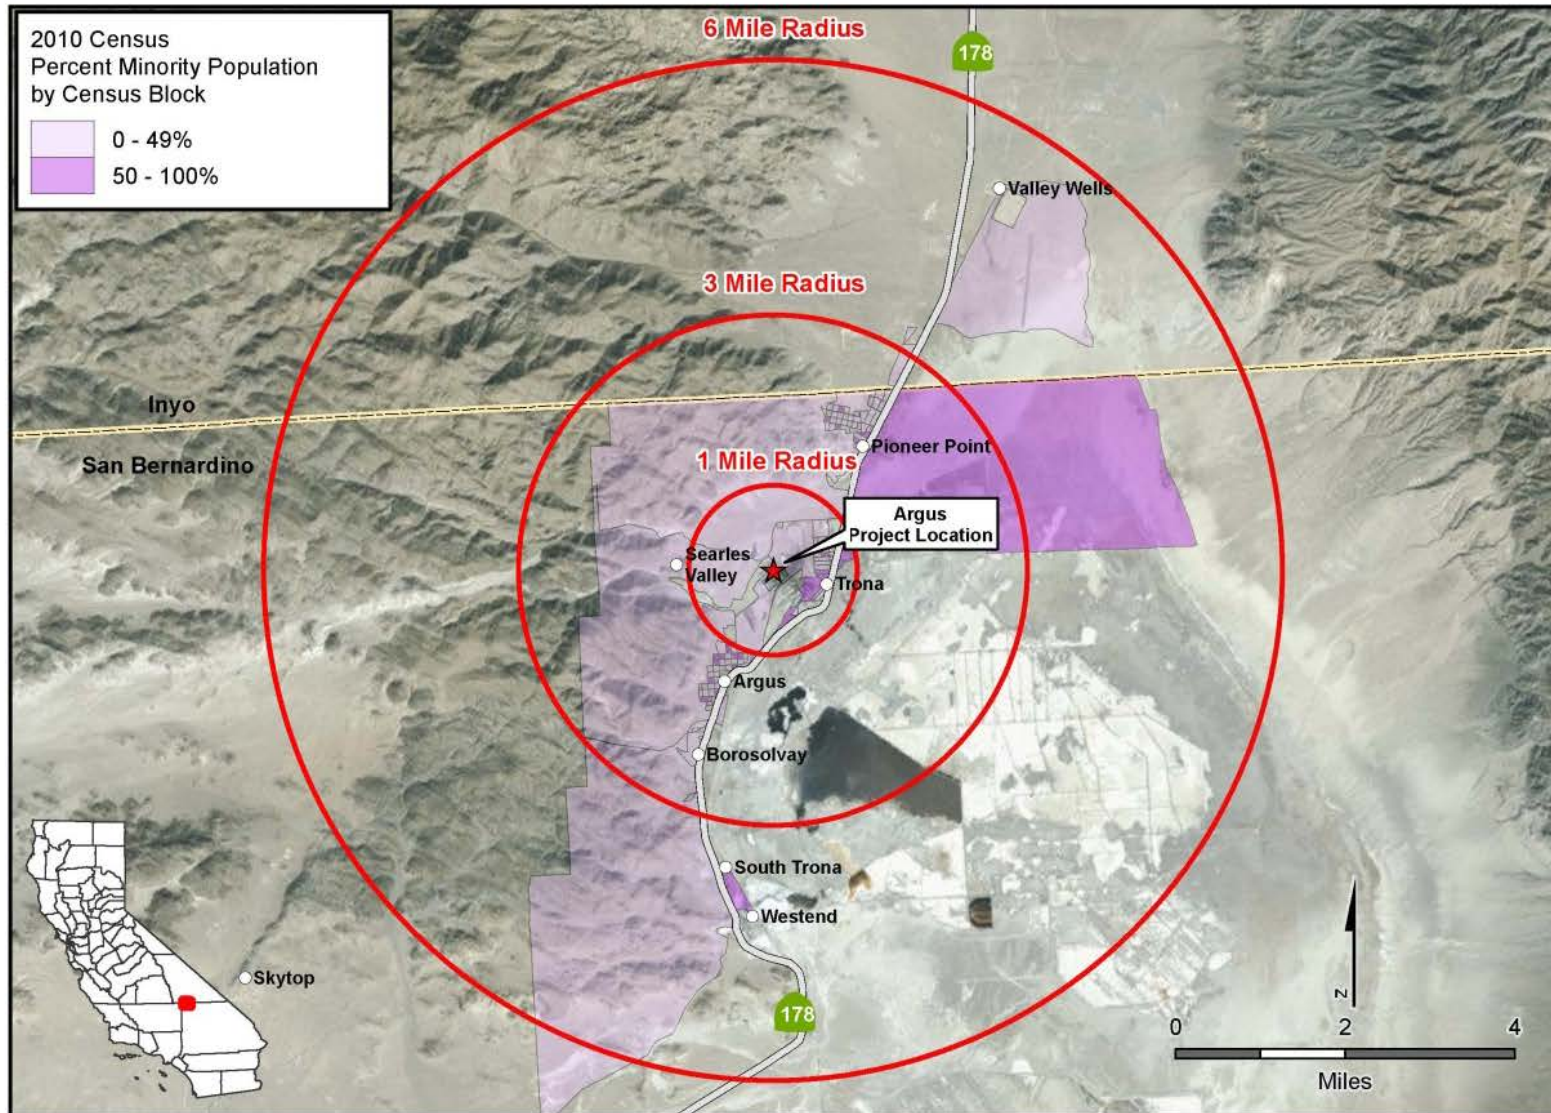 2010 Census
Percent Minority Population
by Census Block
0 - 49%
50 - 100%
6 Mile Radius
178
Valley Wells
3 Mile Radius
Inyo
San Bernardino
Pioneer Point
1 Mile Radius
Argus
Project Location
Searles
Valley
Trona
Argus
Borosolvay
South Trona
Westend
Skytop
178
N
0 2 4
Miles